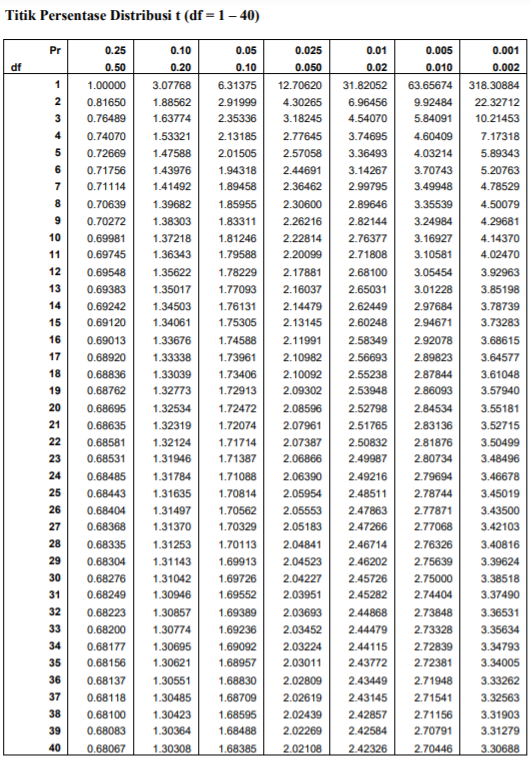 Titik Persentase Distribusi t (df = 1 – 40)
Pr 0.25 0.10 0.05 0.025 0.01 0.005 0.001
df 0.50 0.20 0.10 0.050 0.02 0.010 0.002
1 1.00000 3.07768 6.31375 12.70620 31.82052 63.65674 318.30884
2 0.81650 1.88562 2.91999 4.30265 6.96456 9.92484 22.32712
3 0.76489 1.63774 2.35336 3.18245 4.54070 5.84091 10.21453
4 0.74070 1.53321 2.13185 2.77645 3.74695 4.60409 7.17318
5 0.72669 1.47588 2.01505 2.57058 3.36493 4.03214 5.89343
6 0.71756 1.43976 1.94318 2.44691 3.14267 3.70743 5.20763
7 0.71114 1.41492 1.89458 2.36462 2.99795 3.49948 4.78529
8 0.70639 1.39682 1.85955 2.30600 2.89646 3.35539 4.50079
9 0.70272 1.38303 1.83311 2.26216 2.82144 3.24984 4.29681
10 0.69981 1.37218 1.81246 2.22814 2.76377 3.16927 4.14370
11 0.69745 1.36343 1.79588 2.20099 2.71808 3.10581 4.02470
12 0.69548 1.35622 1.78229 2.17881 2.68100 3.05454 3.92963
13 0.69383 1.35017 1.77093 2.16037 2.65031 3.01228 3.85198
14 0.69242 1.34503 1.76131 2.14479 2.62449 2.97684 3.78739
15 0.69120 1.34061 1.75305 2.13145 2.60248 2.94671 3.73283
16 0.69013 1.33676 1.74588 2.11991 2.58349 2.92078 3.68615
17 0.68920 1.33338 1.73961 2.10982 2.56693 2.89823 3.64577
18 0.68836 1.33039 1.73406 2.10092 2.55238 2.87844 3.61048
19 0.68762 1.32773 1.72913 2.09302 2.53948 2.86093 3.57940
20 0.68695 1.32534 1.72472 2.08596 2.52798 2.84534 3.55181
21 0.68635 1.32319 1.72074 2.07961 2.51765 2.83136 3.52715
22 0.68581 1.32124 1.71714 2.07387 2.50832 2.81876 3.50499
23 0.68531 1.31946 1.71387 2.06866 2.49987 2.80734 3.48496
24 0.68485 1.31784 1.71088 2.06390 2.49216 2.79694 3.46678
25 0.68443 1.31635 1.70814 2.05954 2.48511 2.78744 3.45019
26 0.68404 1.31497 1.70562 2.05553 2.47863 2.77871 3.43500
27 0.68368 1.31370 1.70329 2.05183 2.47266 2.77068 3.42103
28 0.68335 1.31253 1.70113 2.04841 2.46714 2.76326 3.40816
29 0.68304 1.31143 1.69913 2.04523 2.46202 2.75639 3.39624
30 0.68276 1.31042 1.69726 2.04227 2.45726 2.75000 3.38518
31 0.68249 1.30946 1.69552 2.03951 2.45282 2.74404 3.37490
32 0.68223 1.30857 1.69389 2.03693 2.44868 2.73848 3.36531
33 0.68200 1.30774 1.69236 2.03452 2.44479 2.73328 3.35634
34 0.68177 1.30695 1.69092 2.03224 2.44115 2.72839 3.34793
35 0.68156 1.30621 1.68957 2.03011 2.43772 2.72381 3.34005
36 0.68137 1.30551 1.68830 2.02809 2.43449 2.71948 3.33262
37 0.68118 1.30485 1.68709 2.02619 2.43145 2.71541 3.32563
38 0.68100 1.30423 1.68595 2.02439 2.42857 2.71156 3.31903
39 0.68083 1.30364 1.68488 2.02269 2.42584 2.70791 3.31279
40 0.68067 1.30308 1.68385 2.02108 2.42326 2.70446 3.30688